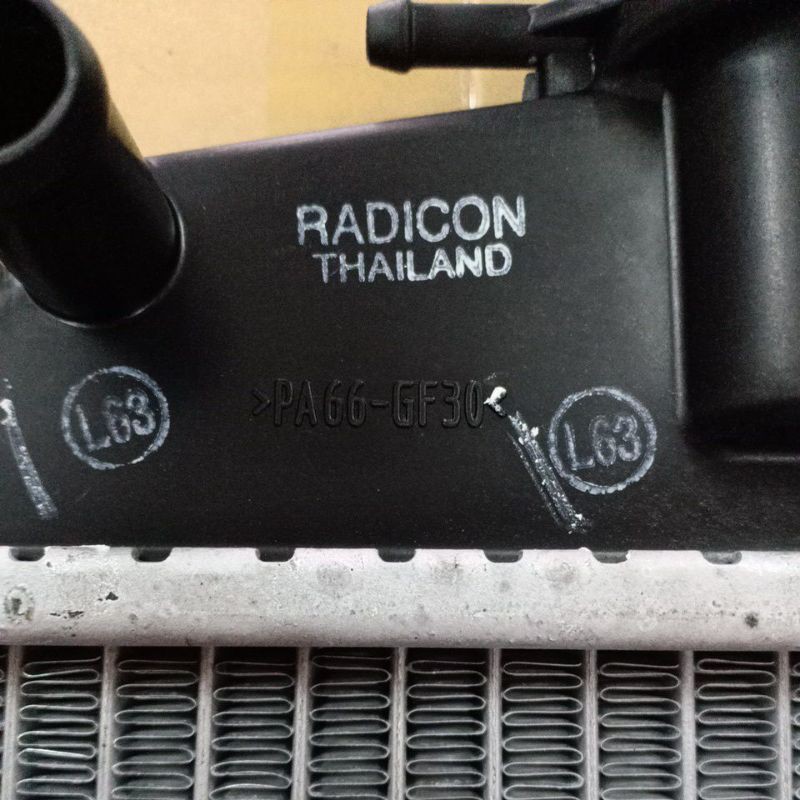 RADICON
THAILAND
>PA66-GF30<
L63
L63